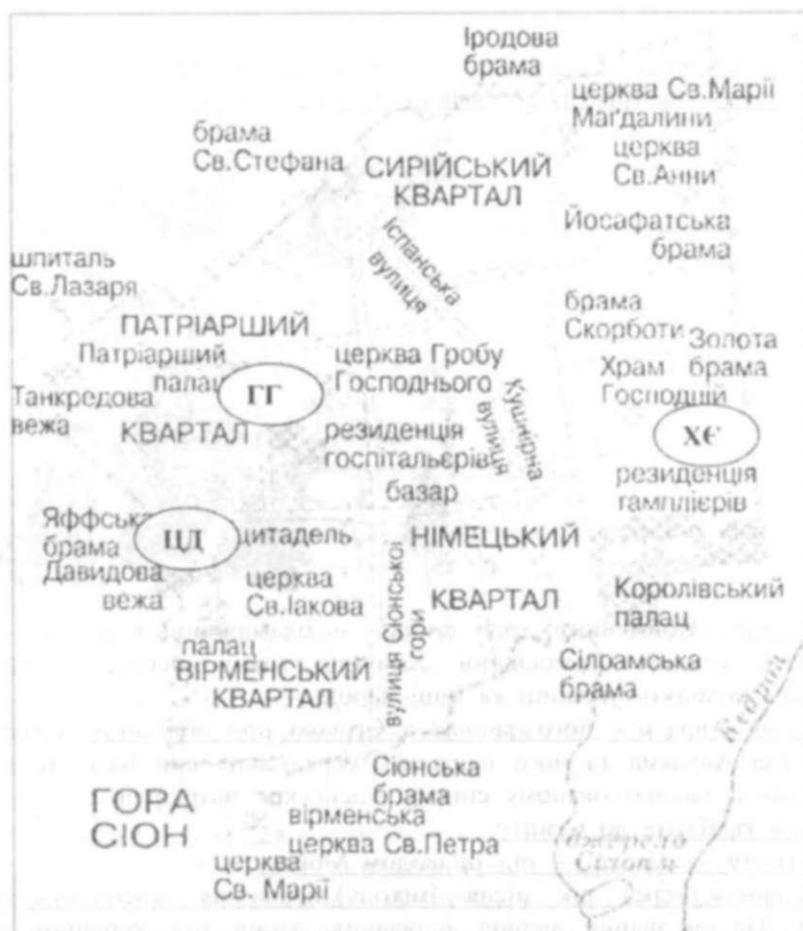 Іродова
брама
церква Св.Марії
Маґдалини
церква
Св.Анни
брама
Св.Стефана
СИРІЙСЬКИЙ
КВАРТАЛ
Йосафатська
брама
Іспанська
вулиця
шпиталь
Св.Лазаря
брама
Скорботи
Золота
брама
ПАТРІАРШИЙ
Патріарший
палац
ГГ
церква Гробу
Господнього
Храм
Господній
Танкредова
вежа
КВАРТАЛ
Кушнірна
вулиця
ХЄ
резиденція
госпітальєрів
резиденція
тамплієрів
базар
Яффська
брама
ЦД
цитадель
НІМЕЦЬКИЙ
Давидова
вежа
церква
Св.Іакова
КВАРТАЛ
Королівський
палац
вулиця Сіонської
гори
палац
ВІРМЕНСЬКИЙ
КВАРТАЛ
Сілрамська
брама
Кедрон
ГОРА
СІОН
Сіонська
брама
вірменська
церква Св.Петра
джерело
церква
Св. Марії